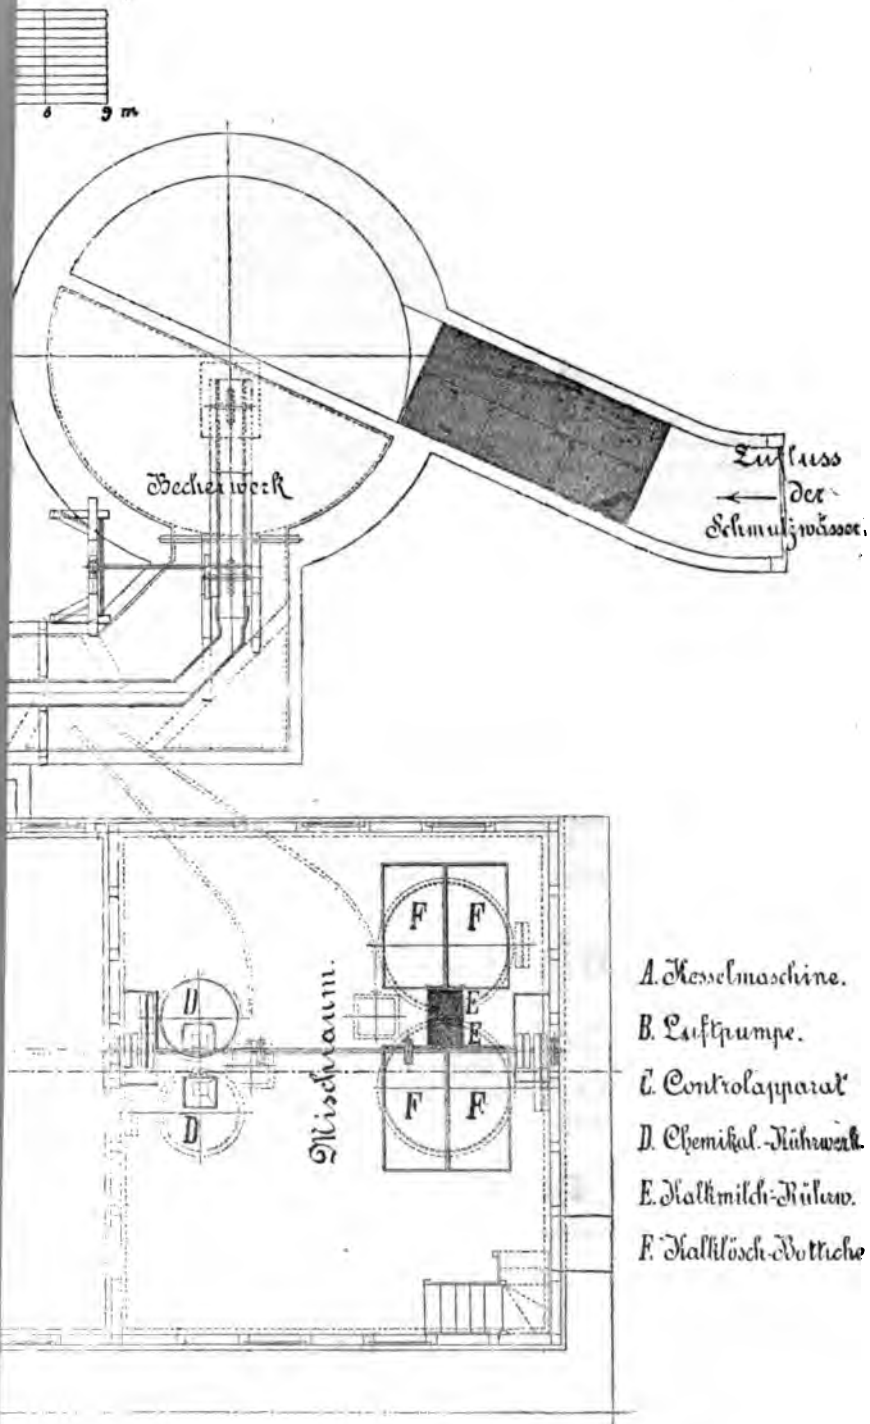 6 9 m
Zufluss
der
Schmutzwässer.
Becherwerk
F F
D
E
Mischraum.
E
F F
D
A. Kesselmaschine.
B. Luftpumpe.
C. Controlapparat
D. Chemikal.-Rührwerk.
E. Kalkmilch-Rührw.
F. Kalklösch-Bottiche